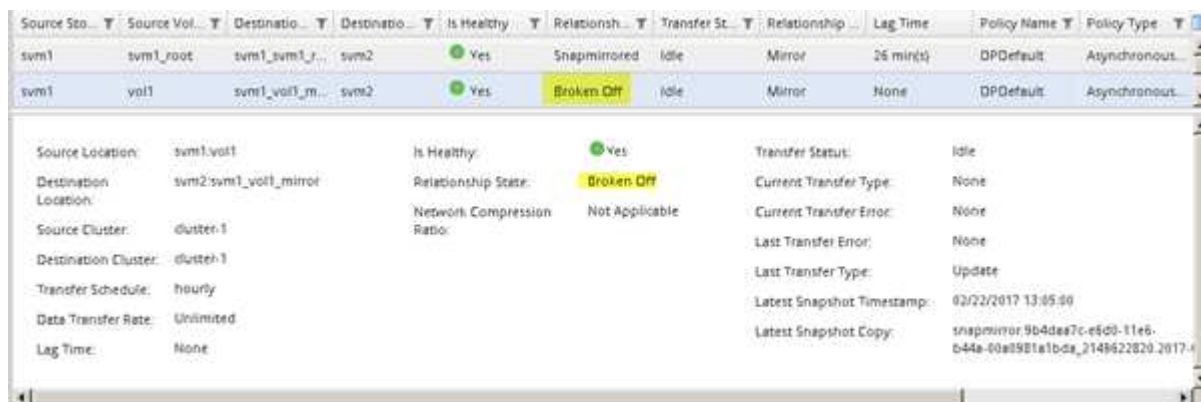 Source Sto... Source Vol... Destinatio... Destinatio... Is Healthy Relationsh... Transfer St... Relationship ... Lag Time Policy Name Policy Type
svm1 svm1_root svm1_svm1_r... svm2 Yes Snapmirrored Idle Mirror 26 min(s) DPDefault Asynchronous...
svm1 vol1 svm1_vol1_m... svm2 Yes Broken Off Idle Mirror None DPDefault Asynchronous...
Source Location: svm1:vol1 Is Healthy: Yes Transfer Status: Idle
Destination Location: svm2:svm1_vol1_mirror Relationship State: Broken Off Current Transfer Type: None
Network Compression Ratio: Not Applicable Current Transfer Error: None
Source Cluster: cluster-1 Last Transfer Error: None
Destination Cluster: cluster-1 Last Transfer Type: Update
Transfer Schedule: hourly Latest Snapshot Timestamp: 02/22/2017 13:05:00
Data Transfer Rate: Unlimited Latest Snapshot Copy: snapmirror.9b4daa7c-e6d0-11e6-
Lag Time: None b44a-00a0981a1bda_2149622820.2017-